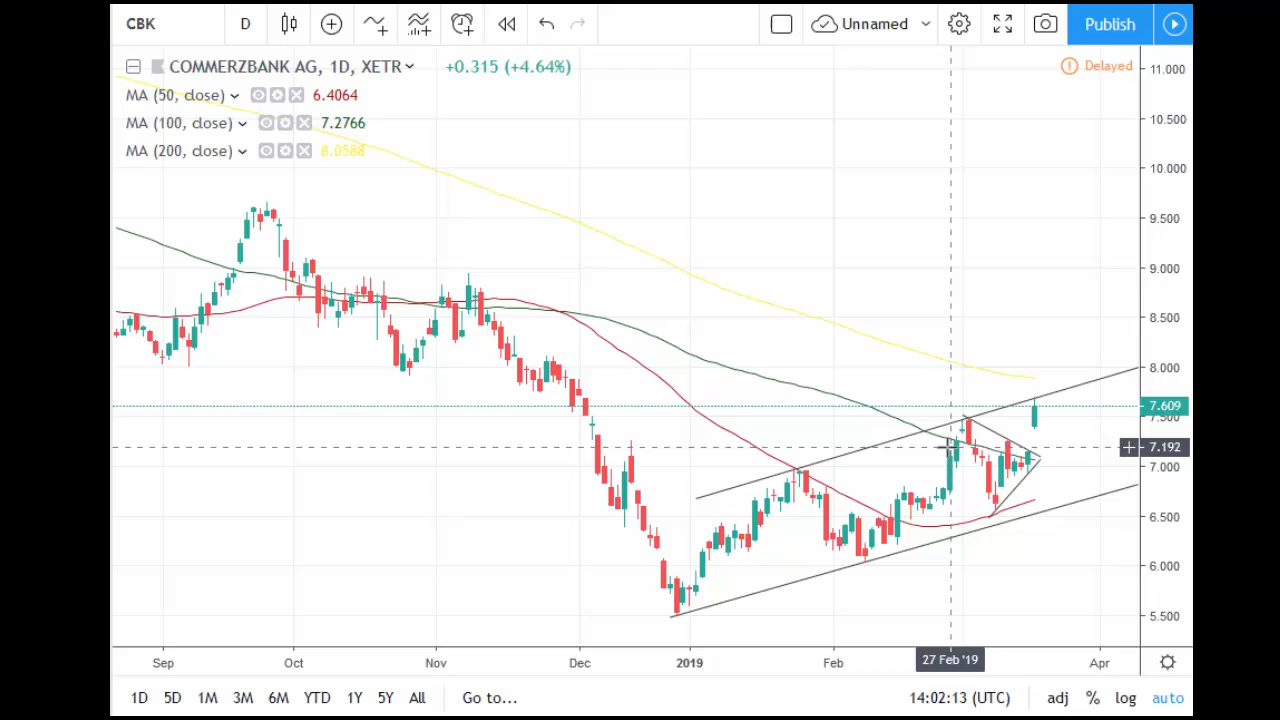 CBK D Unnamed Publish
COMMERZBANK AG, 1D, XETR +0.315 (+4.64%) Delayed
MA (50, close) 6.4064
MA (100, close) 7.2766
MA (200, close) 8.0588
11.000
10.500
10.000
9.500
9.000
8.500
8.000
7.609
7.500
7.192
7.000
6.500
6.000
5.500
Sep Oct Nov Dec 2019 Feb 27 Feb '19 Apr
1D 5D 1M 3M 6M YTD 1Y 5Y All Go to... 14:02:13 (UTC) adj % log auto